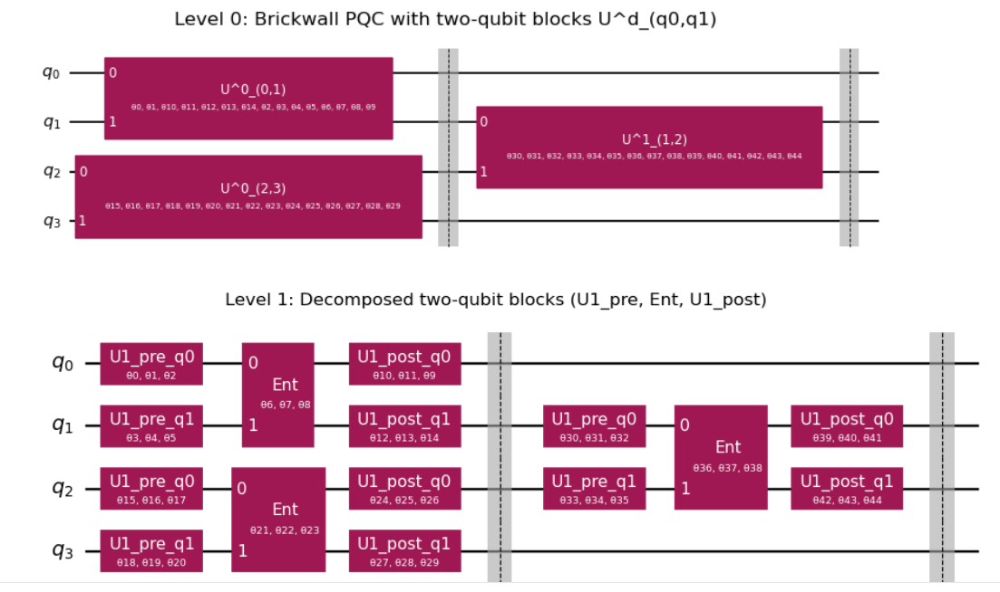 Level 0: Brickwall PQC with two-qubit blocks U^d_(q0,q1)
q0
0
U^0_(0,1)
θ0, θ1, θ10, θ11, θ12, θ13, θ14, θ2, θ3, θ4, θ5, θ6, θ7, θ8, θ9
q1
1
0
U^1_(1,2)
θ30, θ31, θ32, θ33, θ34, θ35, θ36, θ37, θ38, θ39, θ40, θ41, θ42, θ43, θ44
q2
0
1
U^0_(2,3)
θ15, θ16, θ17, θ18, θ19, θ20, θ21, θ22, θ23, θ24, θ25, θ26, θ27, θ28, θ29
q3
1
Level 1: Decomposed two-qubit blocks (U1_pre, Ent, U1_post)
q0
U1_pre_q0
θ0, θ1, θ2
0
Ent
θ6, θ7, θ8
1
U1_post_q0
θ10, θ11, θ9
q1
U1_pre_q1
θ3, θ4, θ5
U1_post_q1
θ12, θ13, θ14
U1_pre_q0
θ30, θ31, θ32
0
Ent
θ36, θ37, θ38
1
U1_post_q0
θ39, θ40, θ41
q2
U1_pre_q0
θ15, θ16, θ17
0
Ent
θ21, θ22, θ23
1
U1_post_q0
θ24, θ25, θ26
U1_pre_q1
θ33, θ34, θ35
U1_post_q1
θ42, θ43, θ44
q3
U1_pre_q1
θ18, θ19, θ20
U1_post_q1
θ27, θ28, θ29